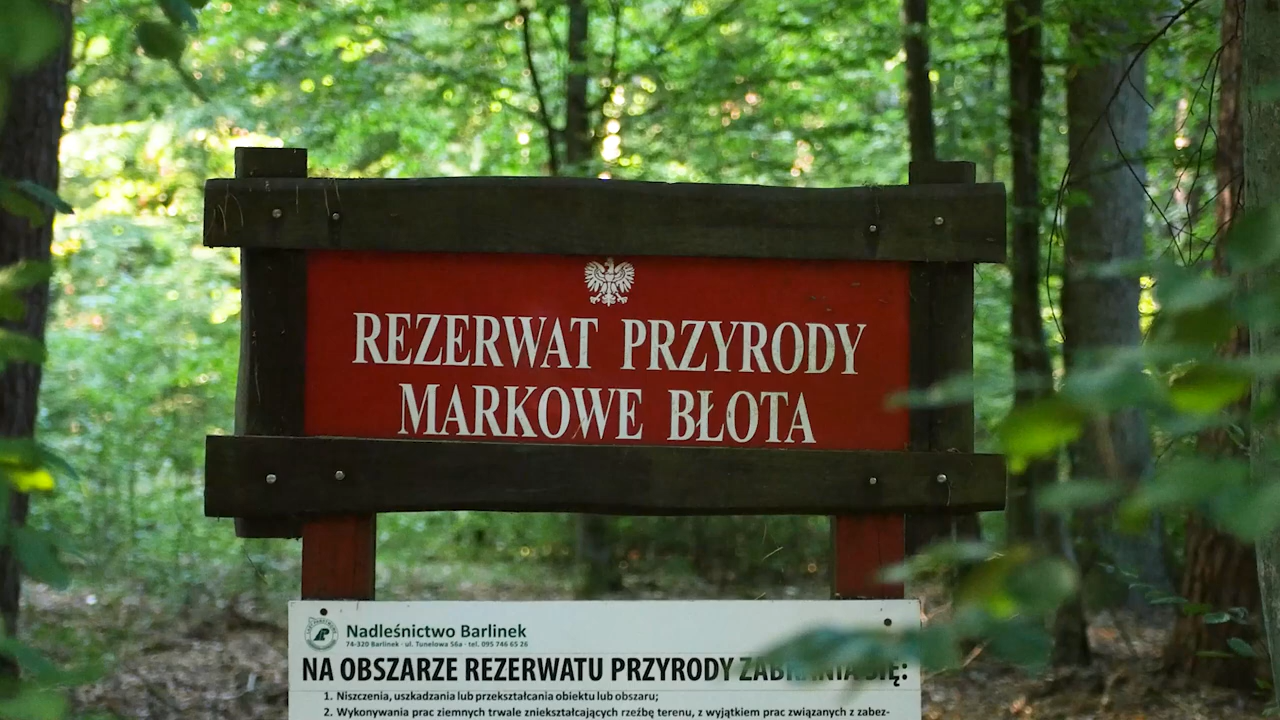 REZERWAT PRZYRODY
MARKOWE BŁOTA
Nadleśnictwo Barlinek
74-320 Barlinek · ul. Tunelowa 56a · tel. 095 746 65 26
NA OBSZARZE REZERWATU PRZYRODY ZABRANIA SIĘ:
1. Niszczenia, uszkadzania lub przekształcania obiektu lub obszaru;
2. Wykonywania prac ziemnych trwale zniekształcających rzeźbę terenu, z wyjątkiem prac związanych z zabez-